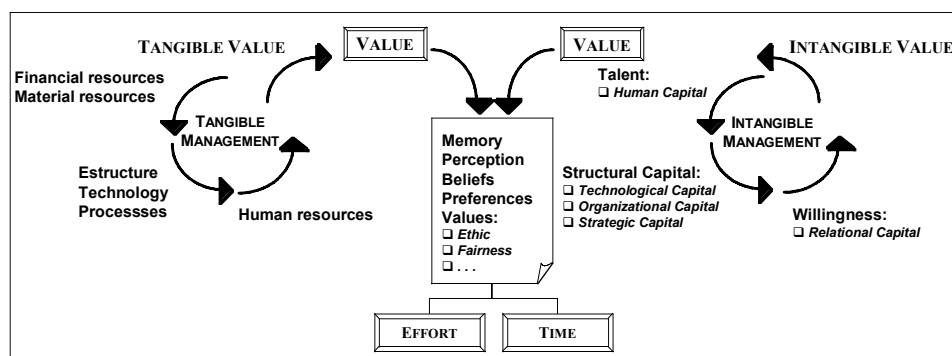 TANGIBLE VALUE
Financial resources
Material resources
TANGIBLE
MANAGEMENT
Estructure
Technology
Processses
Human resources
VALUE
VALUE
Memory
Perception
Beliefs
Preferences
Values:
❑ Ethic
❑ Fairness
❑ . . .
EFFORT
TIME
INTANGIBLE VALUE
Talent:
❑ Human Capital
INTANGIBLE
MANAGEMENT
Structural Capital:
❑ Technological Capital
❑ Organizational Capital
❑ Strategic Capital
Willingness:
❑ Relational Capital